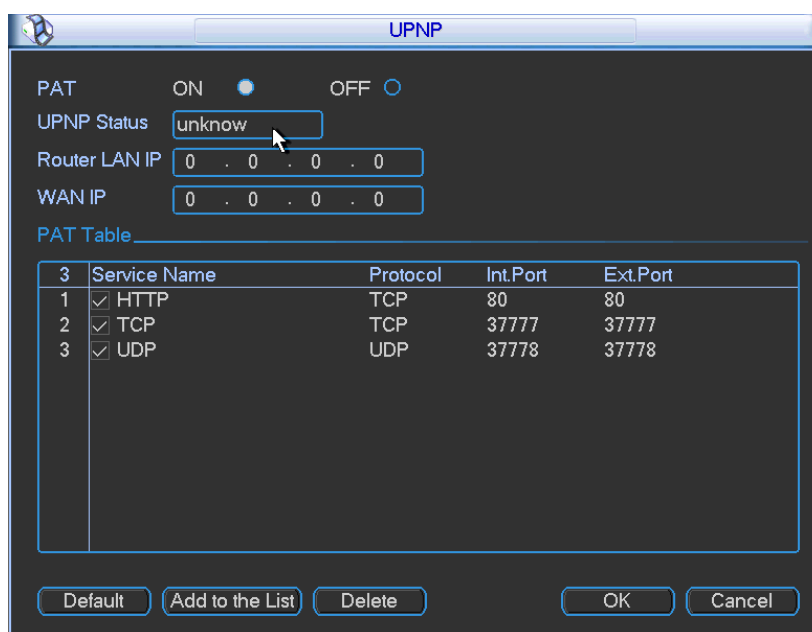 UPNP
PAT ON OFF
UPNP Status unknow
Router LAN IP 0 . 0 . 0 . 0
WAN IP 0 . 0 . 0 . 0
PAT Table
3 Service Name Protocol Int.Port Ext.Port
1 HTTP TCP 80 80
2 TCP TCP 37777 37777
3 UDP UDP 37778 37778
Default Add to the List Delete OK Cancel